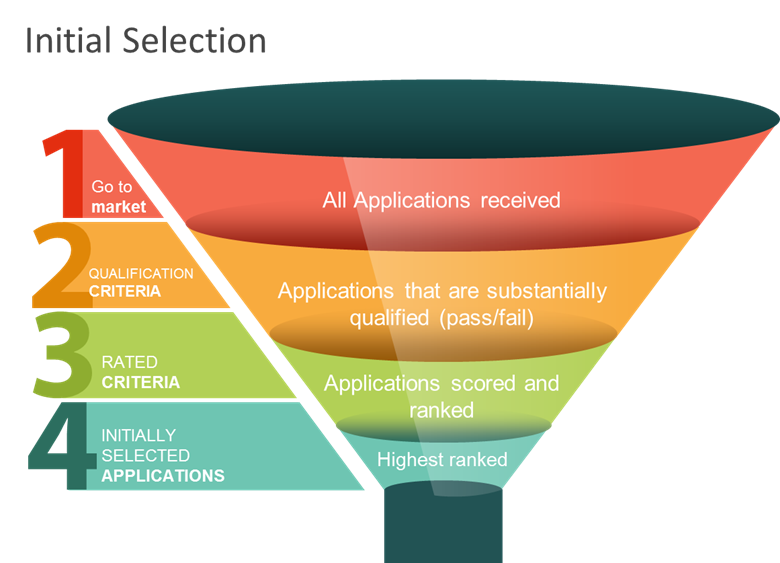 Initial Selection
1
Go to
market
All Applications received
2
QUALIFICATION
CRITERIA
Applications that are substantially
qualified (pass/fail)
3
RATED
CRITERIA
Applications scored and
ranked
4
INITIALLY
SELECTED
APPLICATIONS
Highest ranked